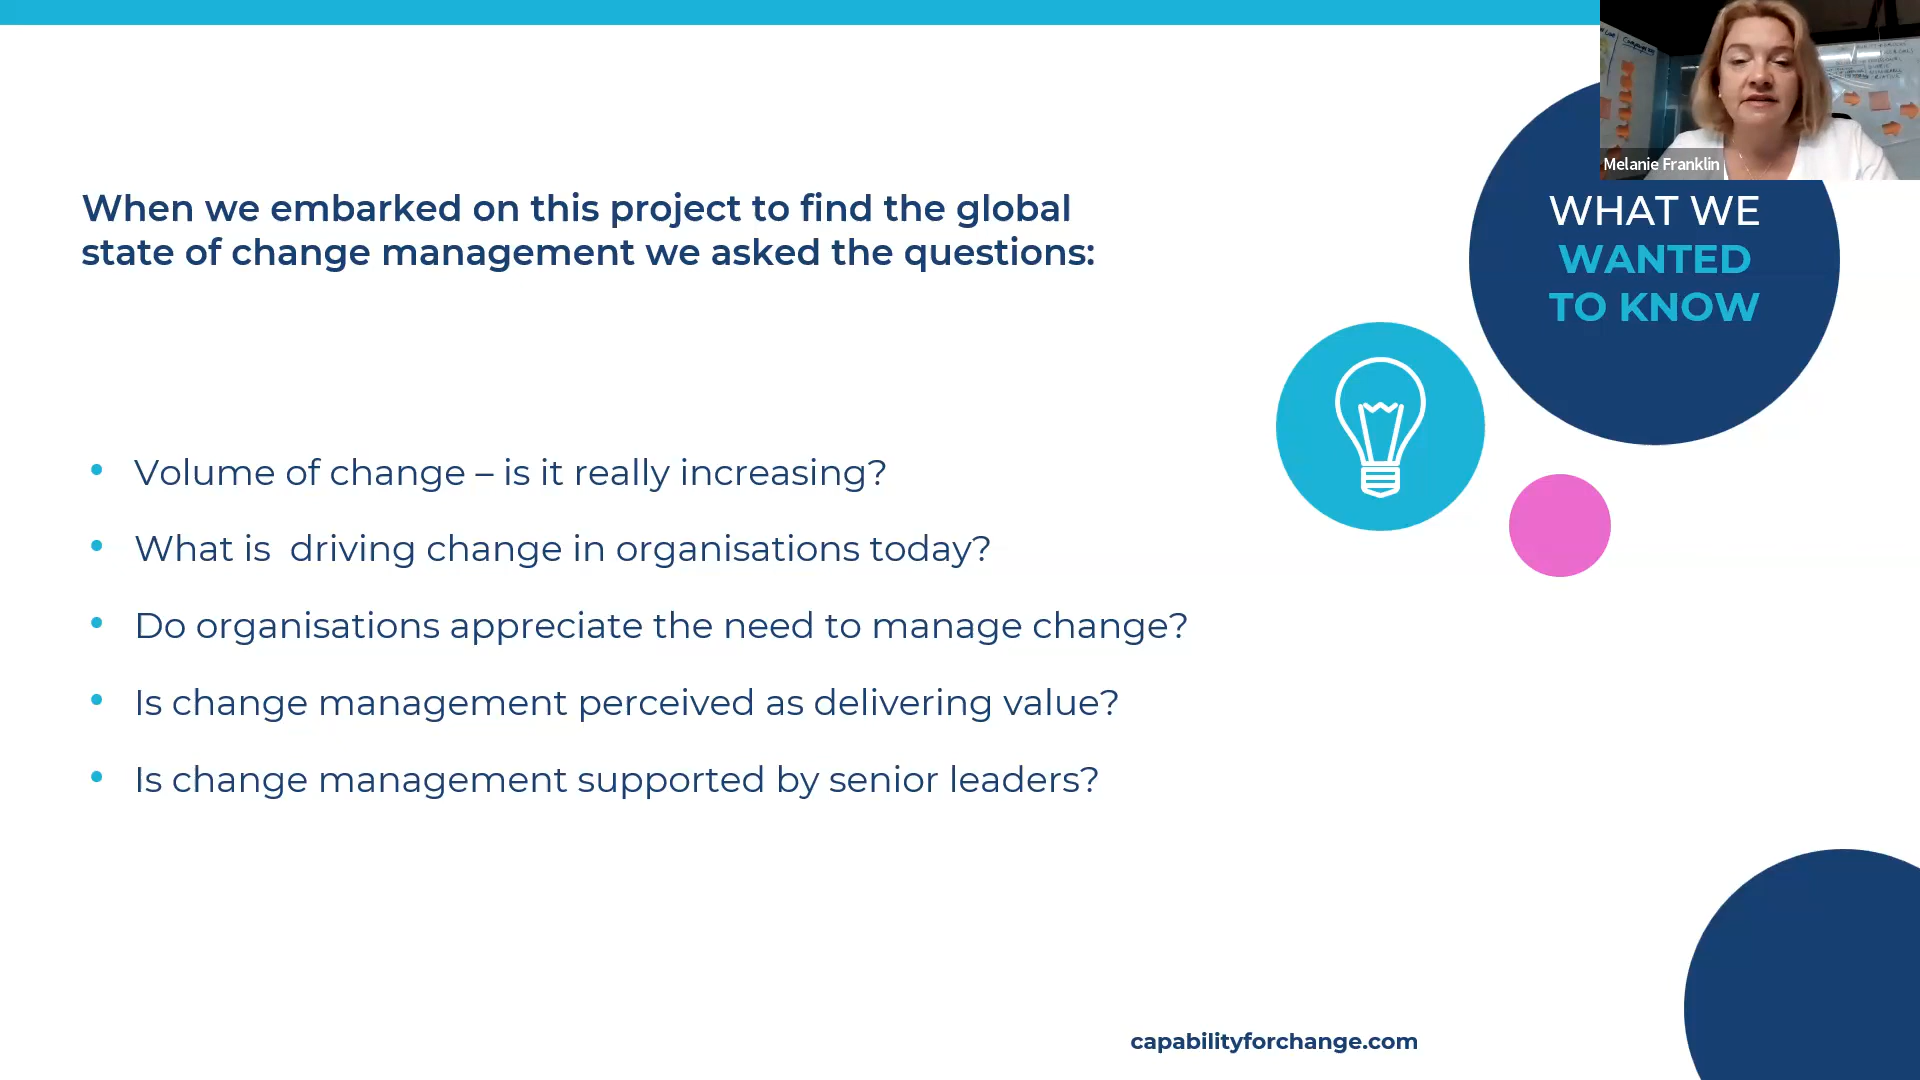 When we embarked on this project to find the global
state of change management we asked the questions:
Volume of change – is it really increasing?
What is  driving change in organisations today?
Do organisations appreciate the need to manage change?
Is change management perceived as delivering value?
Is change management supported by senior leaders?
Melanie Franklin
WHAT WE
WANTED
TO KNOW
capabilityforchange.com